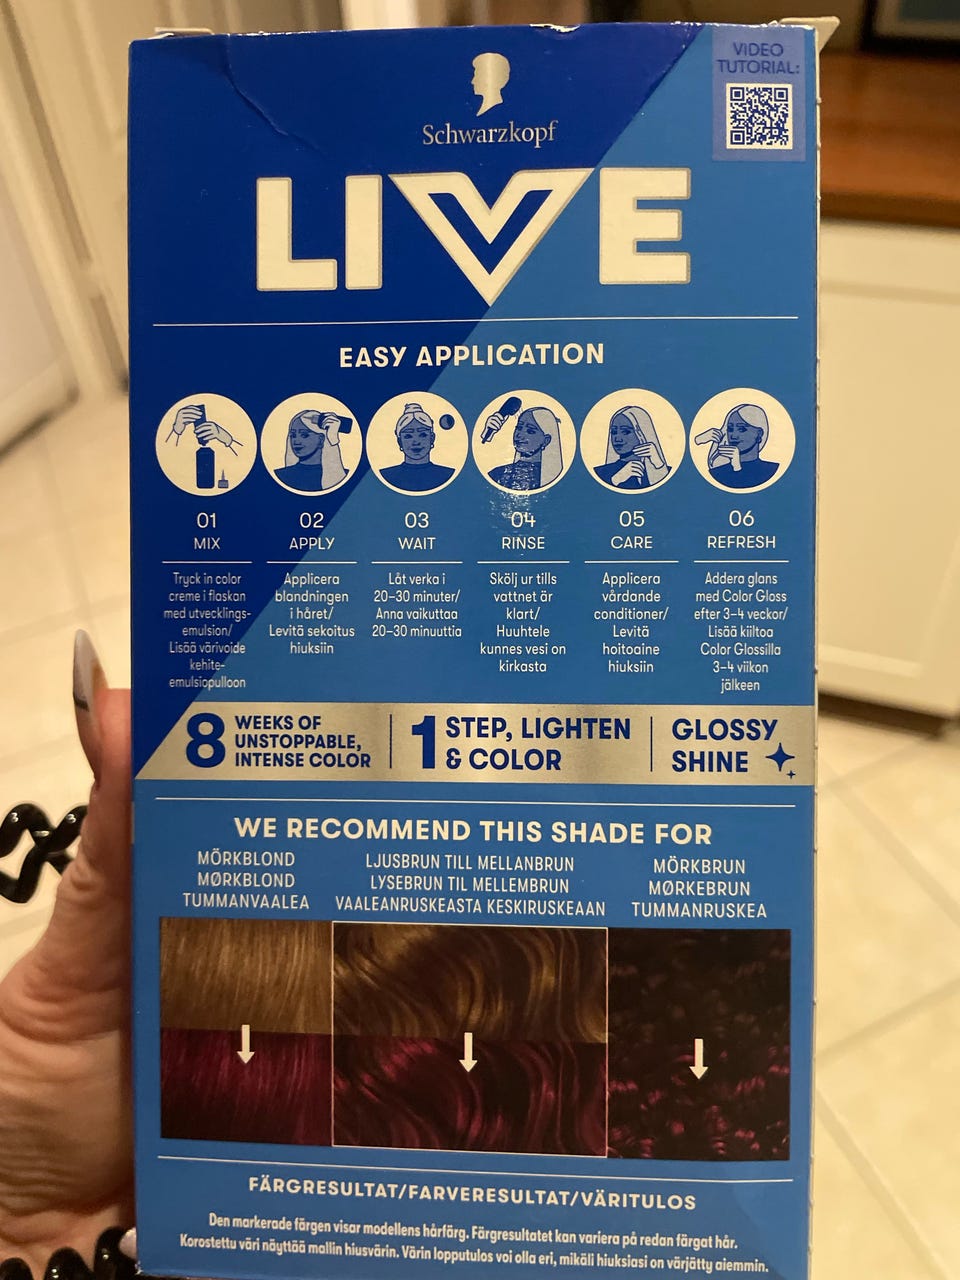 VIDEO
TUTORIAL:
Schwarzkopf
LIVE
EASY APPLICATION
01
MIX
Tryck in color
creme i flaskan
med utvecklings-
emulsion/
Lisää värivoide
kehite-
emulsiopulloon
02
APPLY
Applicera
blandningen
i håret/
Levitä sekoitus
hiuksiin
03
WAIT
Låt verka i
20–30 minuter/
Anna vaikuttaa
20–30 minuuttia
04
RINSE
Skölj ur tills
vattnet är
klart/
Huuhtele
kunnes vesi on
kirkasta
05
CARE
Applicera
vårdande
conditioner/
Levitä
hoitoaine
hiuksiin
06
REFRESH
Addera glans
med Color Gloss
efter 3–4 veckor/
Lisää kiiltoa
Color Glossilla
3–4 viikon
jälkeen
8 WEEKS OF
UNSTOPPABLE,
INTENSE COLOR
1 STEP, LIGHTEN
& COLOR
GLOSSY
SHINE
WE RECOMMEND THIS SHADE FOR
MÖRKBLOND
MØRKBLOND
TUMMANVAALEA
LJUSBRUN TILL MELLANBRUN
LYSEBRUN TIL MELLEMBRUN
VAALEANRUSKEASTA KESKIRUSKEAAN
MÖRKBRUN
MØRKEBRUN
TUMMANRUSKEA
FÄRGRESULTAT/FARVERESULTAT/VÄRITULOS
Den markerade färgen visar modellens hårfärg. Färgresultatet kan variera på redan färgat hår.
Korostettu väri näyttää mallin hiusvärin. Värin lopputulos voi olla eri, mikäli hiuksiasi on värjätty aiemmin.